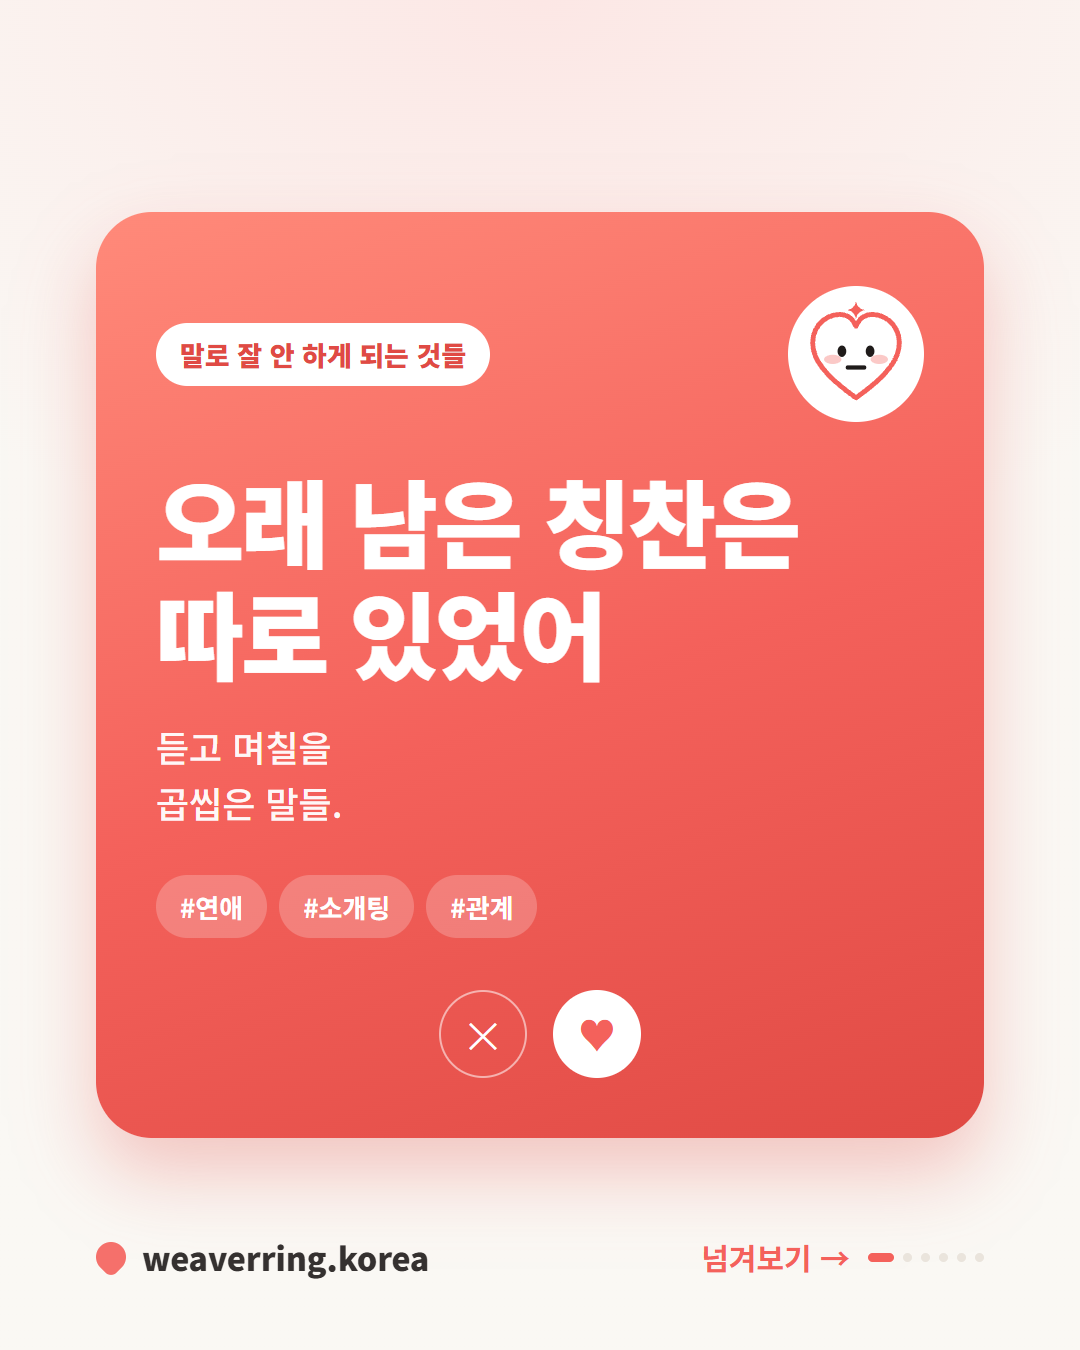 말로 잘 안 하게 되는 것들
오래 남은 칭찬은
따로 있었어
듣고 며칠을
곱씹은 말들.
#연애 #소개팅 #관계
weaverring.korea
넘겨보기 →